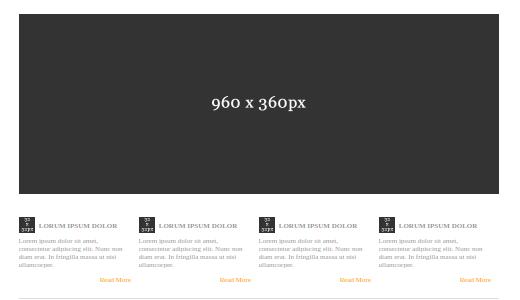 960 x 360px
32
x
32px
LORUM IPSUM DOLOR
Lorem ipsum dolor sit amet,
consectetur adipiscing elit. Nunc non
diam erat. In fringilla massa ut nisi
ullamcorper.
Read More
32
x
32px
LORUM IPSUM DOLOR
Lorem ipsum dolor sit amet,
consectetur adipiscing elit. Nunc non
diam erat. In fringilla massa ut nisi
ullamcorper.
Read More
32
x
32px
LORUM IPSUM DOLOR
Lorem ipsum dolor sit amet,
consectetur adipiscing elit. Nunc non
diam erat. In fringilla massa ut nisi
ullamcorper.
Read More
32
x
32px
LORUM IPSUM DOLOR
Lorem ipsum dolor sit amet,
consectetur adipiscing elit. Nunc non
diam erat. In fringilla massa ut nisi
ullamcorper.
Read More